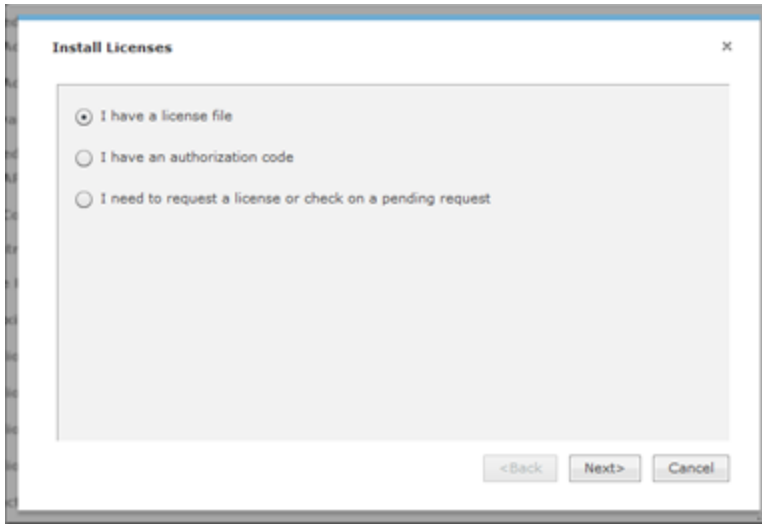 Install Licenses
×
I have a license file
I have an authorization code
I need to request a license or check on a pending request
<Back
Next>
Cancel